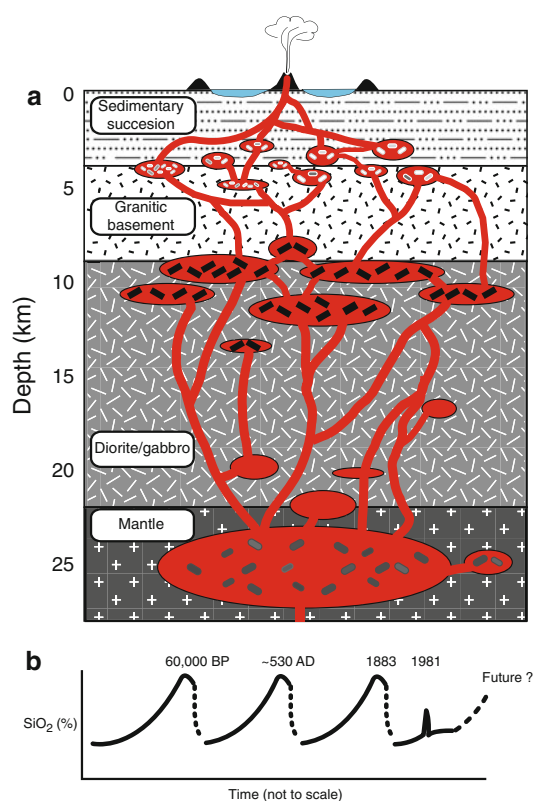 a
0
Sedimentary
succesion
5
Granitic
basement
10
Depth (km)
15
Diorite/gabbro
20
Mantle
25
b
60,000 BP ~530 AD 1883 1981
Future ?
SiO2 (%)
Time (not to scale)